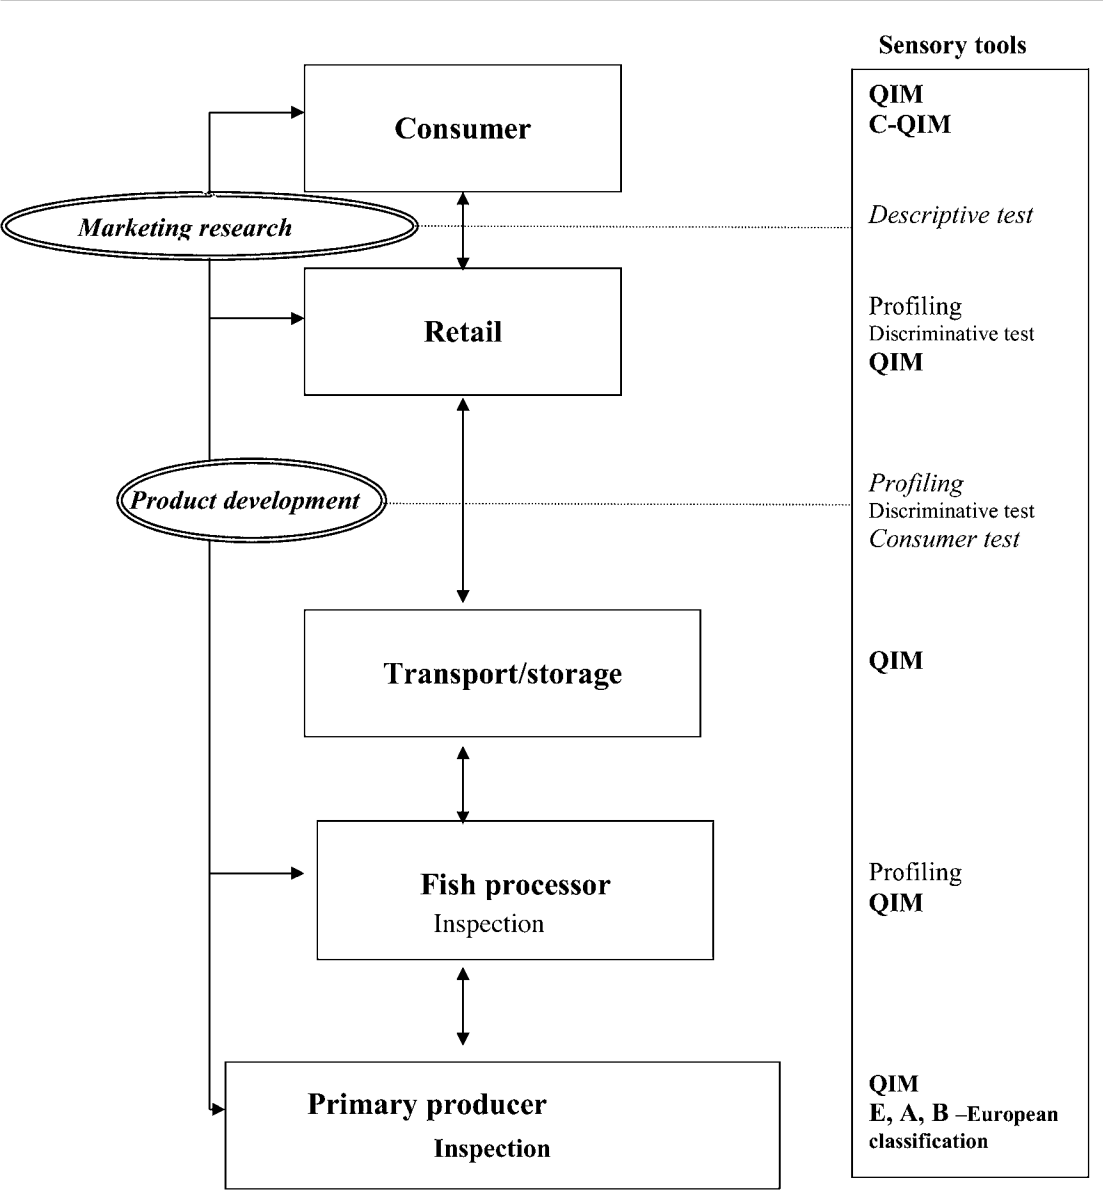 Sensory tools
QIM
C-QIM
Consumer
Descriptive test
Marketing research
Profiling
Discriminative test
QIM
Retail
Profiling
Discriminative test
Consumer test
Product development
QIM
Transport/storage
Profiling
QIM
Fish processor
Inspection
QIM
E, A, B –European
classification
Primary producer
Inspection